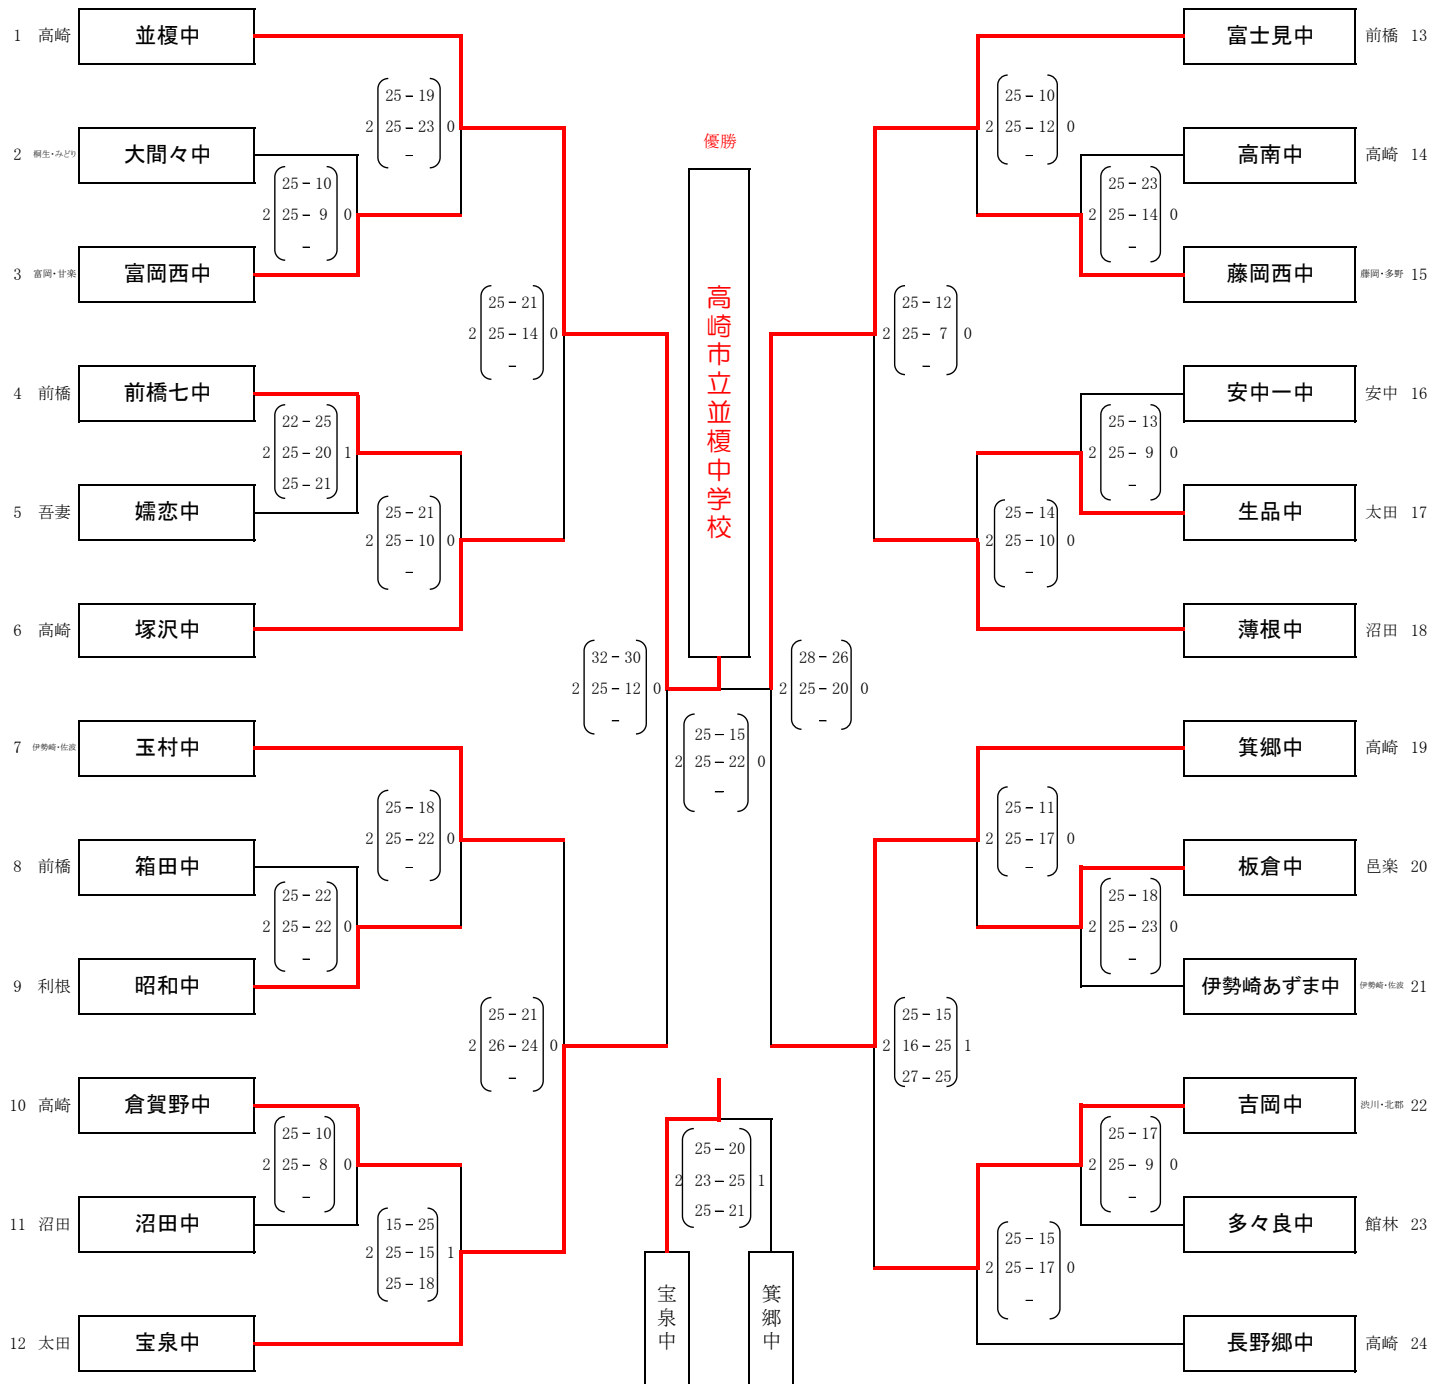 1 高崎 並榎中
25－19
2 25－23 0
－
2 桐生・みどり 大間々中
25－10
2 25－9 0
－
3 富岡・甘楽 富岡西中
25－21
2 25－14 0
－
4 前橋 前橋七中
22－25
2 25－20 1
25－21
5 吾妻 嬬恋中
25－21
2 25－10 0
－
6 高崎 塚沢中
32－30
2 25－12 0
－
7 伊勢崎・佐波 玉村中
25－18
2 25－22 0
－
8 前橋 箱田中
25－22
2 25－22 0
－
9 利根 昭和中
25－21
2 26－24 0
－
10 高崎 倉賀野中
25－10
2 25－8 0
－
11 沼田 沼田中
15－25
2 25－15 1
25－18
12 太田 宝泉中
優勝
高崎市立並榎中学校
25－15
2 25－22 0
－
25－20
2 23－25 1
25－21
宝泉中
箕郷中
富士見中 前橋 13
25－10
2 25－12 0
－
高南中 高崎 14
25－23
2 25－14 0
－
藤岡西中 藤岡・多野 15
25－12
2 25－7 0
－
安中一中 安中 16
25－13
2 25－9 0
－
生品中 太田 17
25－14
2 25－10 0
－
薄根中 沼田 18
28－26
2 25－20 0
－
箕郷中 高崎 19
25－11
2 25－17 0
－
板倉中 邑楽 20
25－18
2 25－23 0
－
伊勢崎あずま中 伊勢崎・佐波 21
25－15
2 16－25 1
27－25
吉岡中 渋川・北群 22
25－17
2 25－9 0
－
多々良中 館林 23
25－15
2 25－17 0
－
長野郷中 高崎 24